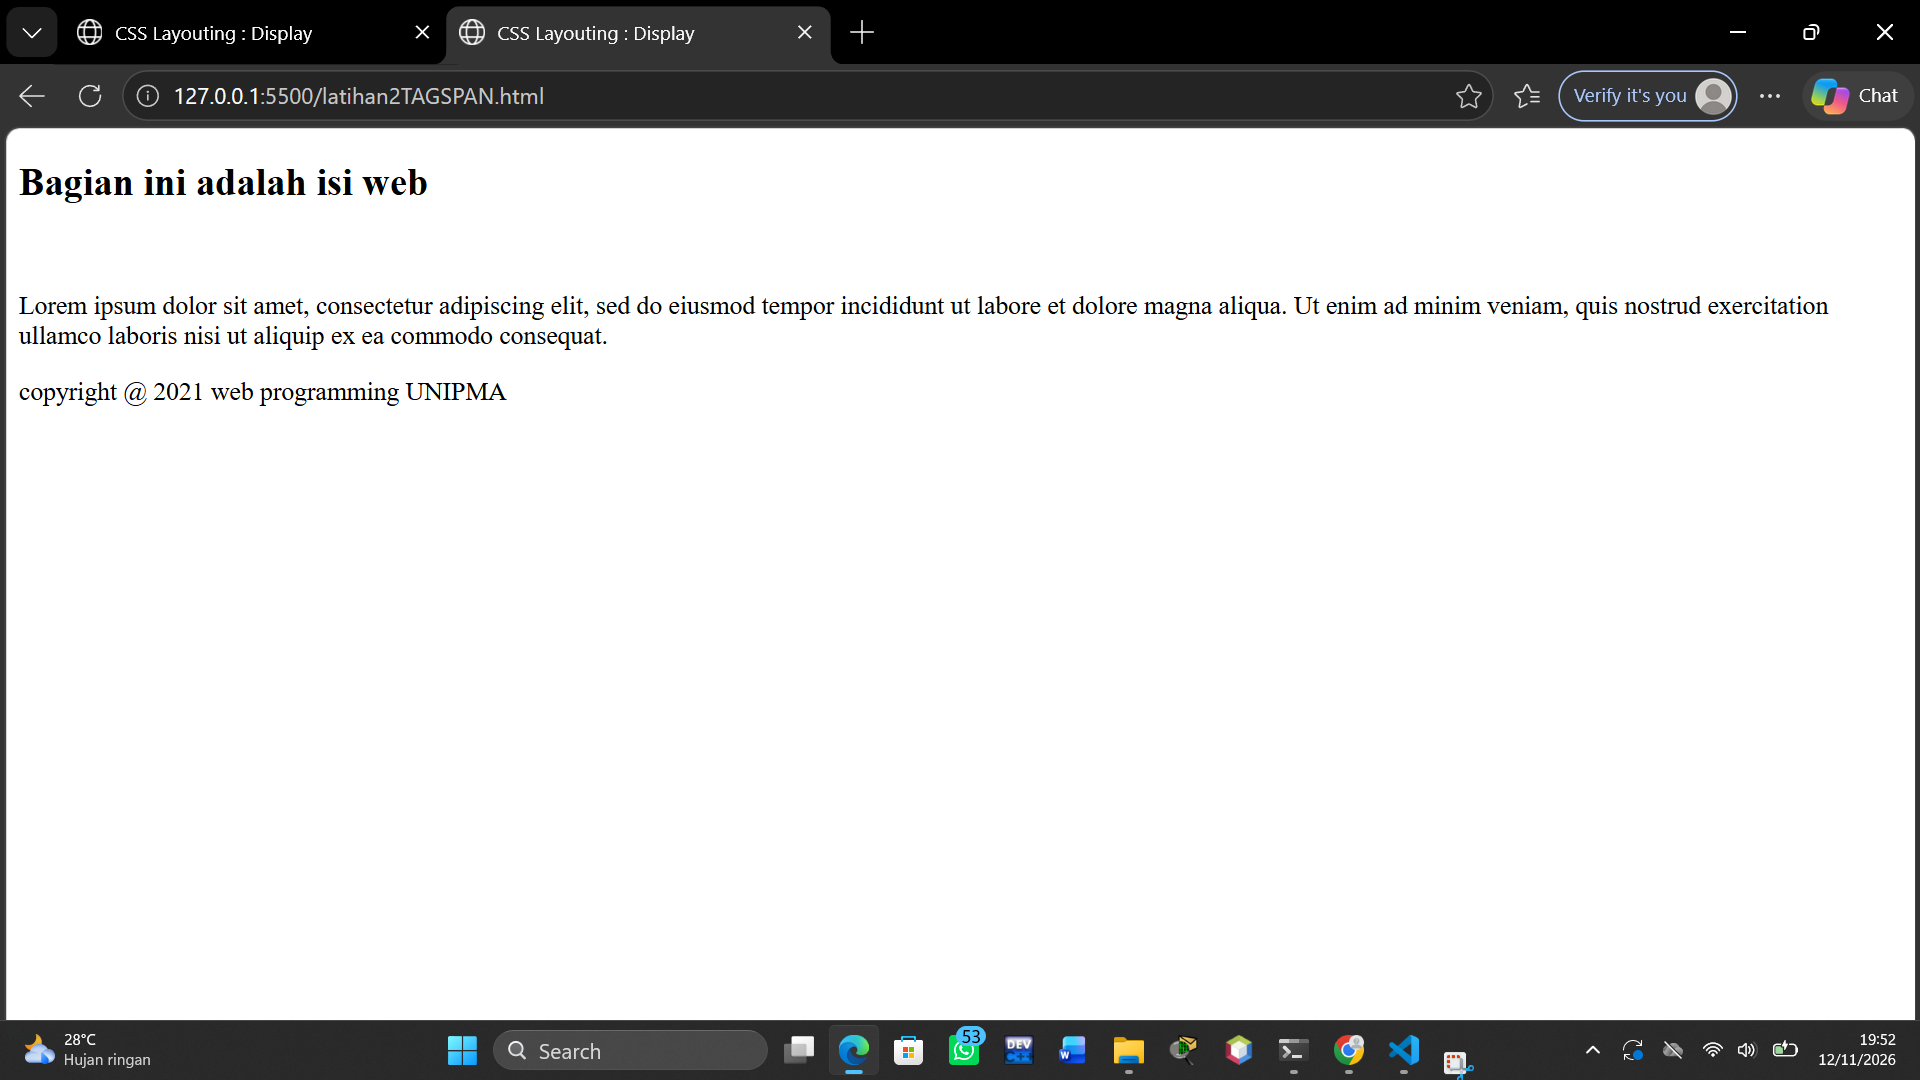 CSS Layouting : Display
CSS Layouting : Display
127.0.0.1:5500/latihan2TAGSPAN.html
Verify it's you
Chat
Bagian ini adalah isi web
Lorem ipsum dolor sit amet, consectetur adipiscing elit, sed do eiusmod tempor incididunt ut labore et dolore magna aliqua. Ut enim ad minim veniam, quis nostrud exercitation
ullamco laboris nisi ut aliquip ex ea commodo consequat.
copyright @ 2021 web programming UNIPMA
28°C
Hujan ringan
Search
53
DEV
C++
W
19:52
12/11/2026